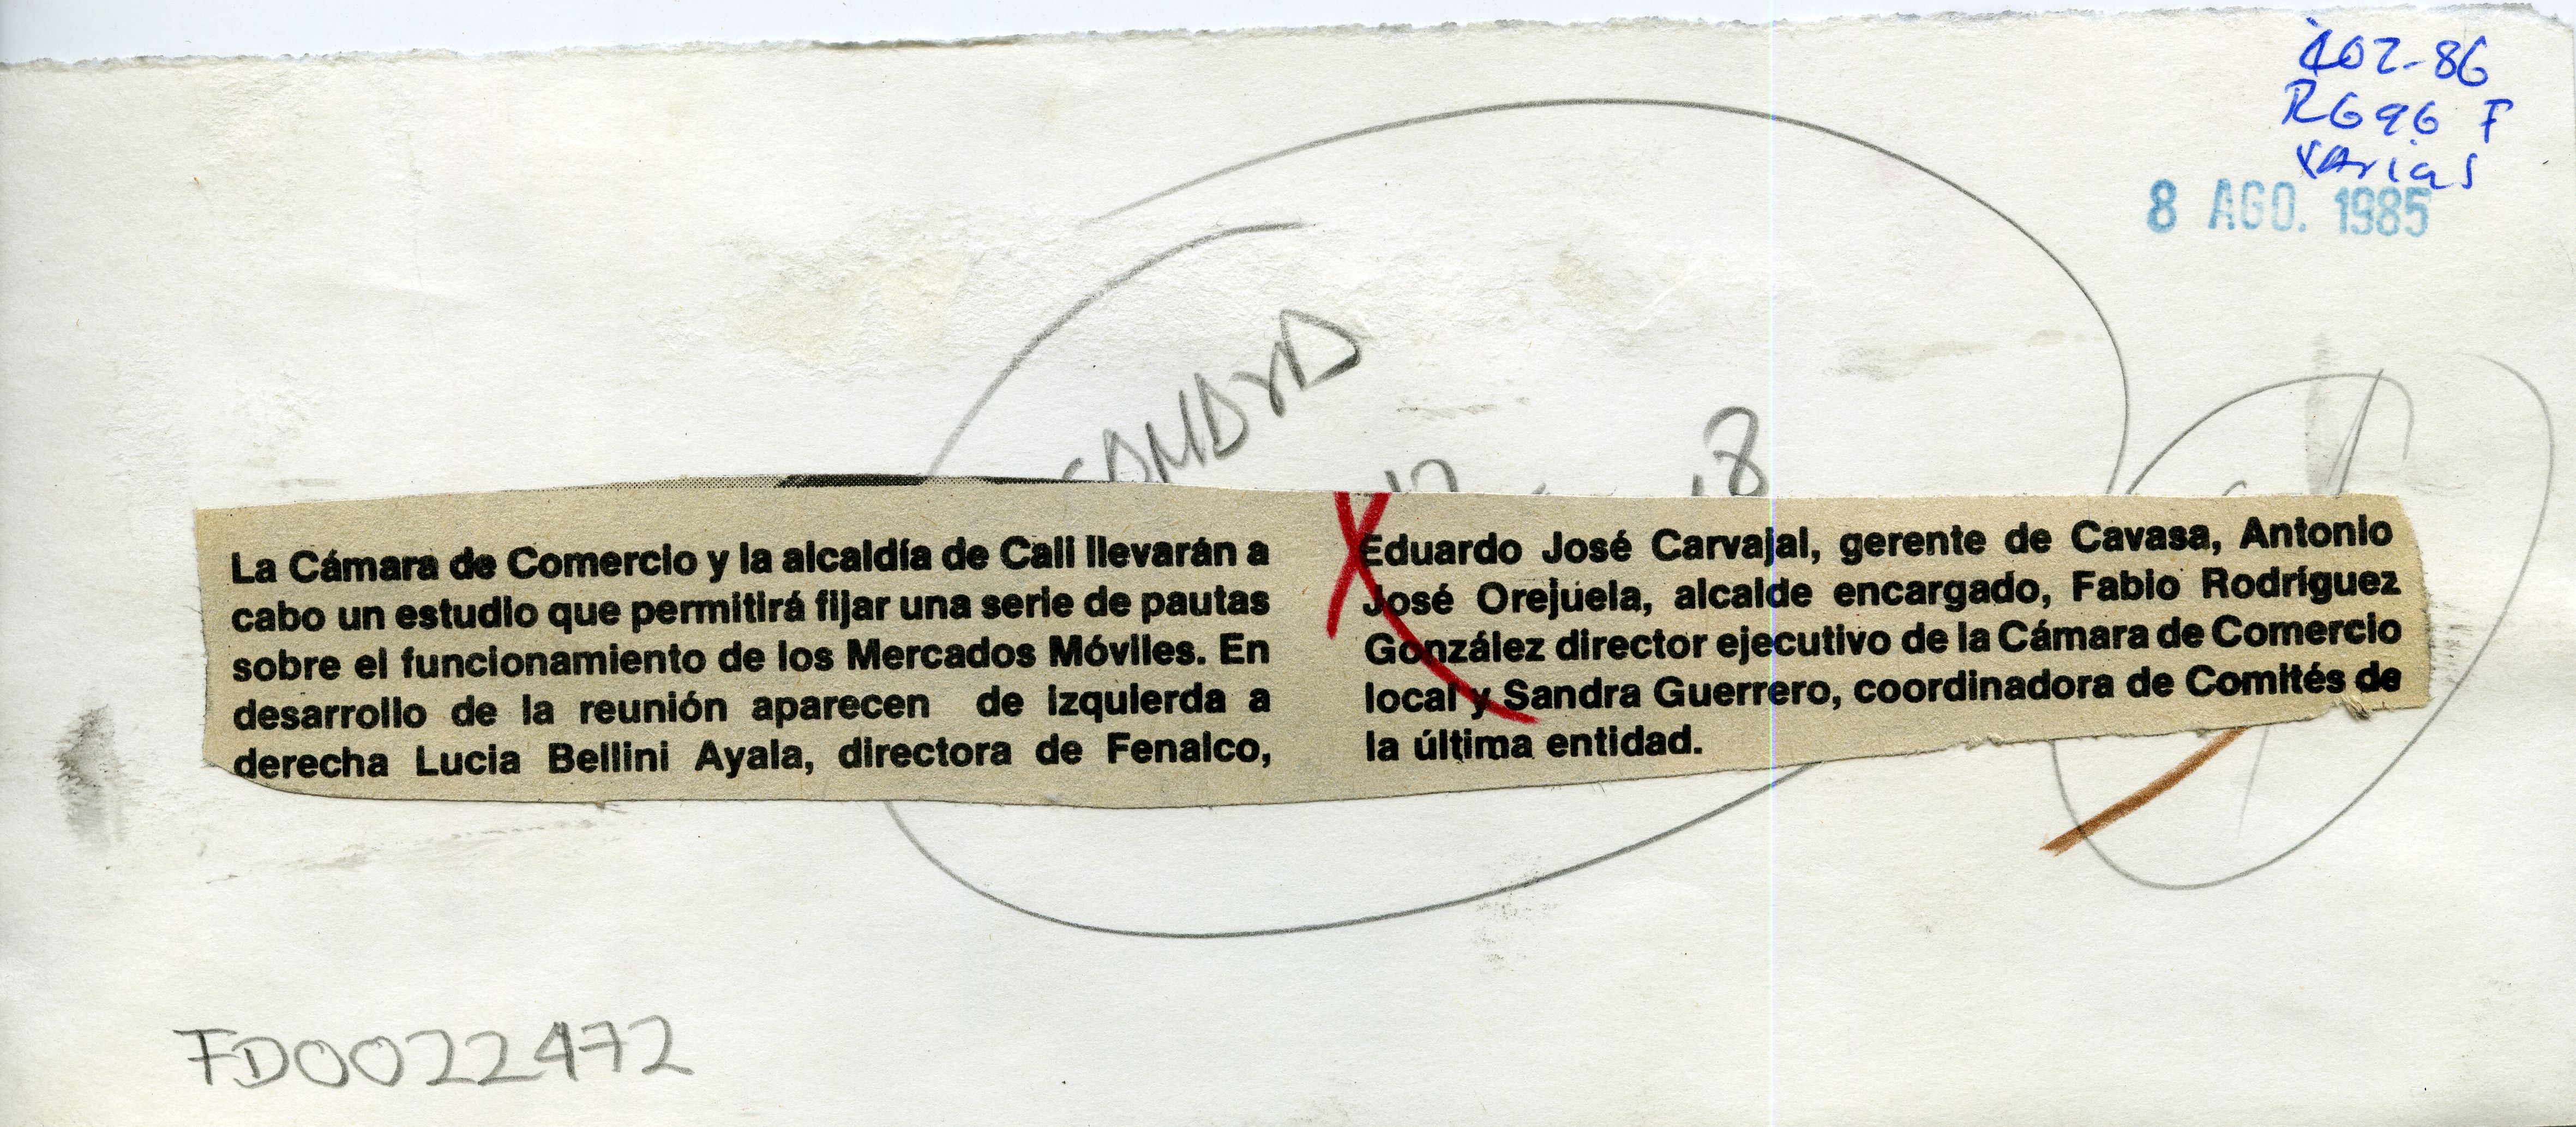 102-86
R696 F
varias
8 AGO. 1985
La Cámara de Comercio y la alcaldía de Cali llevarán a
cabo un estudio que permitirá fijar una serie de pautas
sobre el funcionamiento de los Mercados Móviles. En
desarrollo de la reunión aparecen de izquierda a
derecha Lucia Bellini Ayala, directora de Fenalco,
Eduardo José Carvajal, gerente de Cavasa, Antonio
José Orejuela, alcalde encargado, Fabio Rodríguez
González director ejecutivo de la Cámara de Comercio
local y Sandra Guerrero, coordinadora de Comités de
la última entidad.
FD0022472